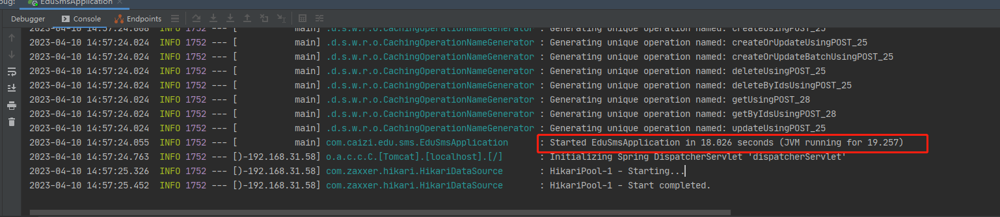 bug: EduSmsApplication
Debugger Console Endpoints
2023-04-10 14:57:24.006 INFO 1752 --- [ main] .d.s.w.r.o.CachingOperationNameGenerator : Generating unique operation named: createUsingPOST_25
2023-04-10 14:57:24.024 INFO 1752 --- [ main] .d.s.w.r.o.CachingOperationNameGenerator : Generating unique operation named: createOrUpdateUsingPOST_25
2023-04-10 14:57:24.024 INFO 1752 --- [ main] .d.s.w.r.o.CachingOperationNameGenerator : Generating unique operation named: createOrUpdateBatchUsingPOST_25
2023-04-10 14:57:24.024 INFO 1752 --- [ main] .d.s.w.r.o.CachingOperationNameGenerator : Generating unique operation named: deleteUsingPOST_25
2023-04-10 14:57:24.024 INFO 1752 --- [ main] .d.s.w.r.o.CachingOperationNameGenerator : Generating unique operation named: deleteByIdsUsingPOST_25
2023-04-10 14:57:24.024 INFO 1752 --- [ main] .d.s.w.r.o.CachingOperationNameGenerator : Generating unique operation named: getUsingPOST_28
2023-04-10 14:57:24.024 INFO 1752 --- [ main] .d.s.w.r.o.CachingOperationNameGenerator : Generating unique operation named: getByIdsUsingPOST_28
2023-04-10 14:57:24.024 INFO 1752 --- [ main] .d.s.w.r.o.CachingOperationNameGenerator : Generating unique operation named: updateUsingPOST_25
2023-04-10 14:57:24.055 INFO 1752 --- [ main] com.caizi.edu.sms.EduSmsApplication : Started EduSmsApplication in 18.026 seconds (JVM running for 19.257)
2023-04-10 14:57:24.763 INFO 1752 --- [)-192.168.31.58] o.a.c.c.C.[Tomcat].[localhost].[/] : Initializing Spring DispatcherServlet 'dispatcherServlet'
2023-04-10 14:57:25.326 INFO 1752 --- [)-192.168.31.58] com.zaxxer.hikari.HikariDataSource : HikariPool-1 - Starting...
2023-04-10 14:57:25.452 INFO 1752 --- [)-192.168.31.58] com.zaxxer.hikari.HikariDataSource : HikariPool-1 - Start completed.